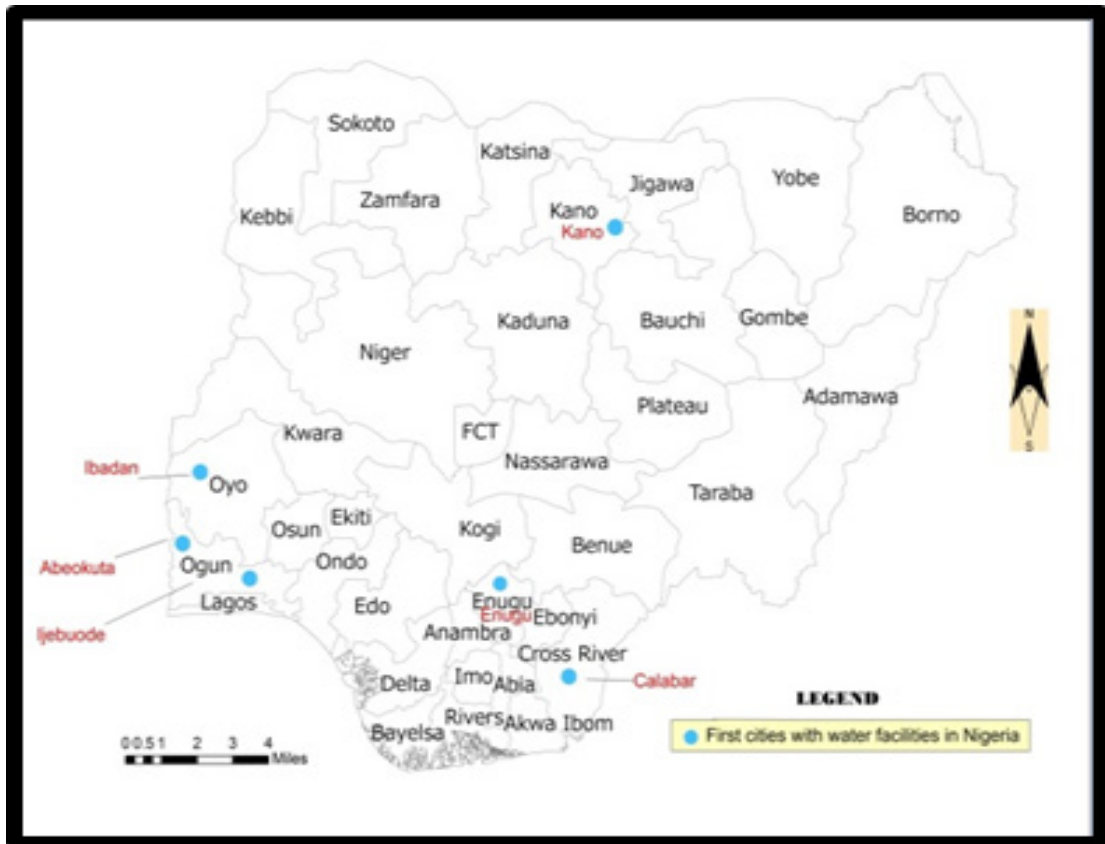 Sokoto
Katsina
Jigawa
Yobe
Zamfara
Kebbi
Kano
Kano
Borno
Kaduna
Bauchi
Gombe
Niger
N
Adamawa
Plateau
FCT
Kwara
Nassarawa
S
Ibadan
Oyo
Taraba
Ekiti
Osun
Kogi
Benue
Abeokuta
Ogun
Ondo
Lagos
Edo
Enugu
Enugu
Ebonyi
Ijebuode
Anambra
Cross River
Imo
Abia
Delta
Calabar
Rivers
Akwa Ibom
Bayelsa
LEGEND
First cities with water facilities in Nigeria
0 0.5 1 2 3 4
Miles